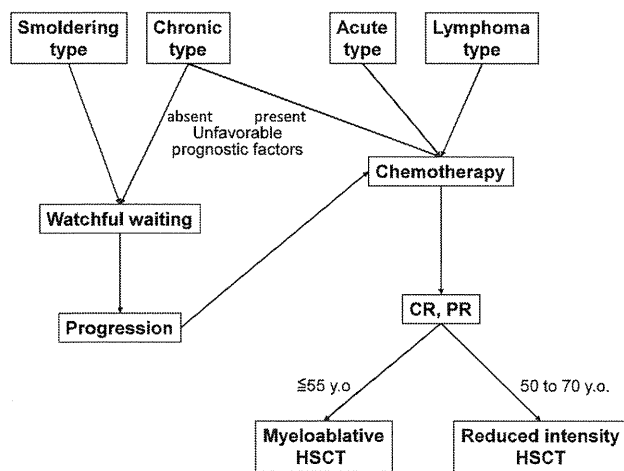 Smoldering
type
Chronic
type
Acute
type
Lymphoma
type
absent present
Unfavorable
prognostic factors
Chemotherapy
Watchful waiting
Progression
CR, PR
≦55 y.o
50 to 70 y.o.
Myeloablative
HSCT
Reduced intensity
HSCT